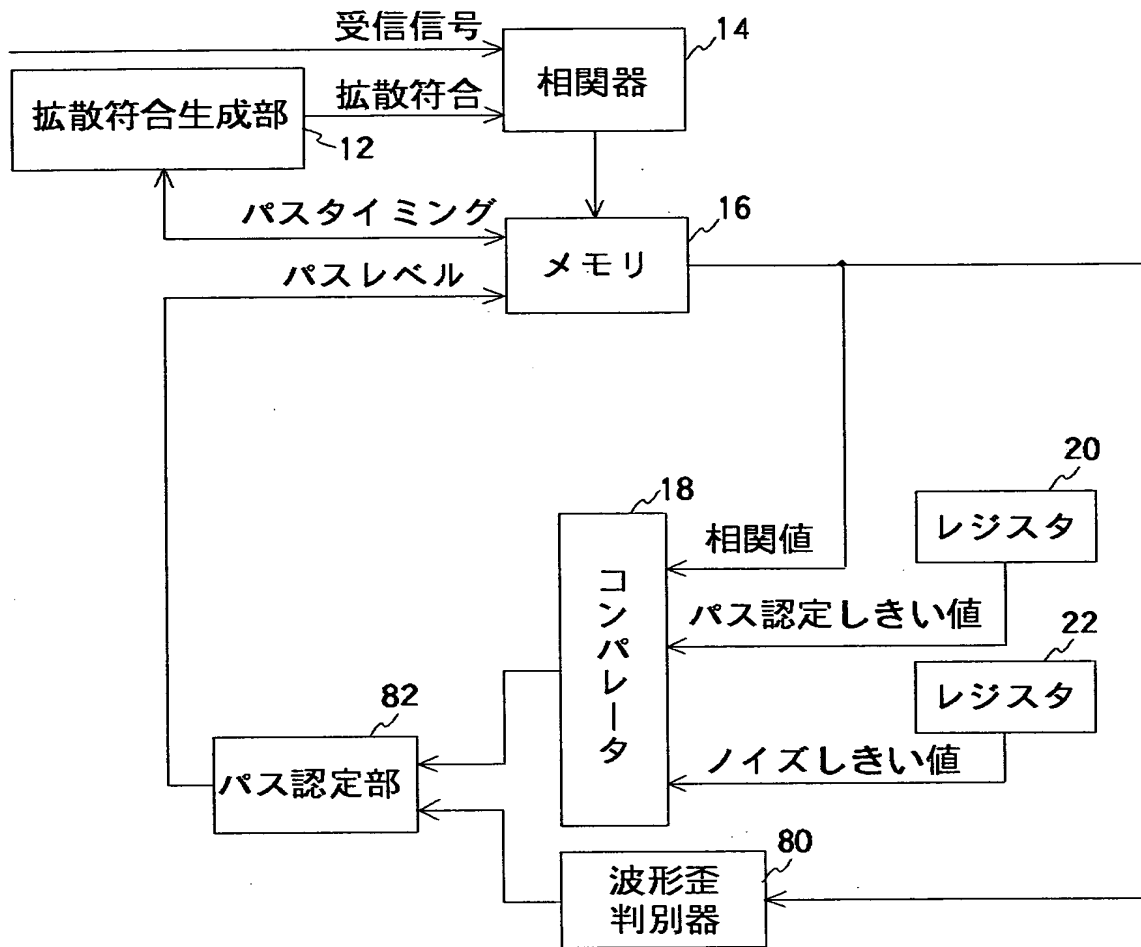 受信信号
14
相関器
拡散符合生成部
拡散符合
12
パスタイミング
16
メモリ
パスレベル
20
レジスタ
18
相関値
コンパレータ
パス認定しきい値
22
レジスタ
82
パス認定部
ノイズしきい値
80
波形歪
判別器